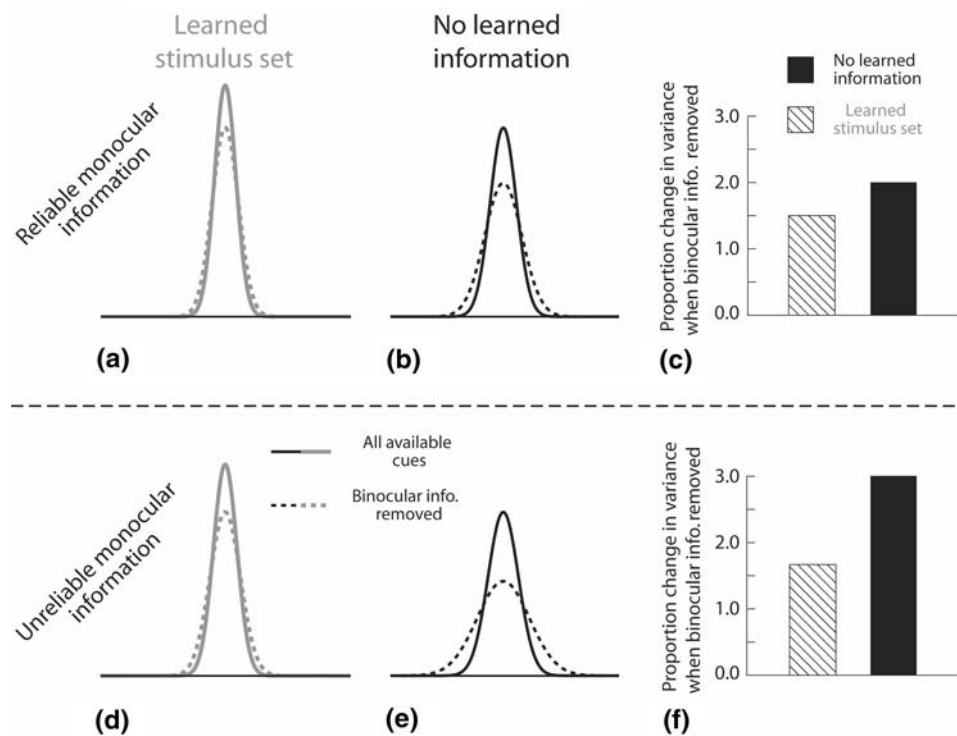 Learned
stimulus set
No learned
information
No learned
information
Learned
stimulus set
Reliable monocular
information
Proportion change in variance
when binocular info. removed
3.0
2.0
1.0
0.0
(a)
(b)
(c)
All available
cues
Binocular info.
removed
Unreliable monocular
information
Proportion change in variance
when binocular info. removed
3.0
2.0
1.0
0.0
(d)
(e)
(f)